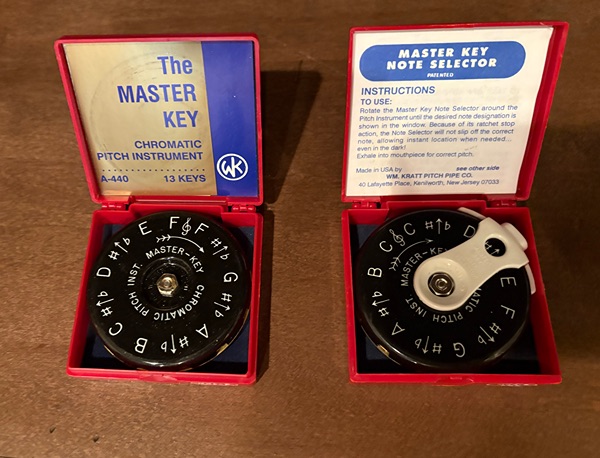 The
MASTER
KEY
CHROMATIC
PITCH INSTRUMENT
A-440 13 KEYS
WK
E F F
♯ ♭
D
♯ ♭
C
B
♯ ♭
A
♯ ♭
G
♯ ♭
MASTER-KEY CHROMATIC PITCH INST.
MASTER KEY
NOTE SELECTOR
PATENTED
INSTRUCTIONS
TO USE:
Rotate the Master Key Note Selector around the
Pitch Instrument until the desired note designation is
shown in the window. Because of its ratchet stop
action, the Note Selector will not slip off the correct
note, allowing instant location when needed...
even in the dark!
Exhale into mouthpiece for correct pitch.
Made in USA by see other side
WM. KRATT PITCH PIPE CO.
40 Lafayette Place, Kenilworth, New Jersey 07033
C C ♯ ♭ D
B
♯ ♭
A
♯ ♭
G
♯ ♭
F
E
MASTER-KEY
MATIC PITCH INST.